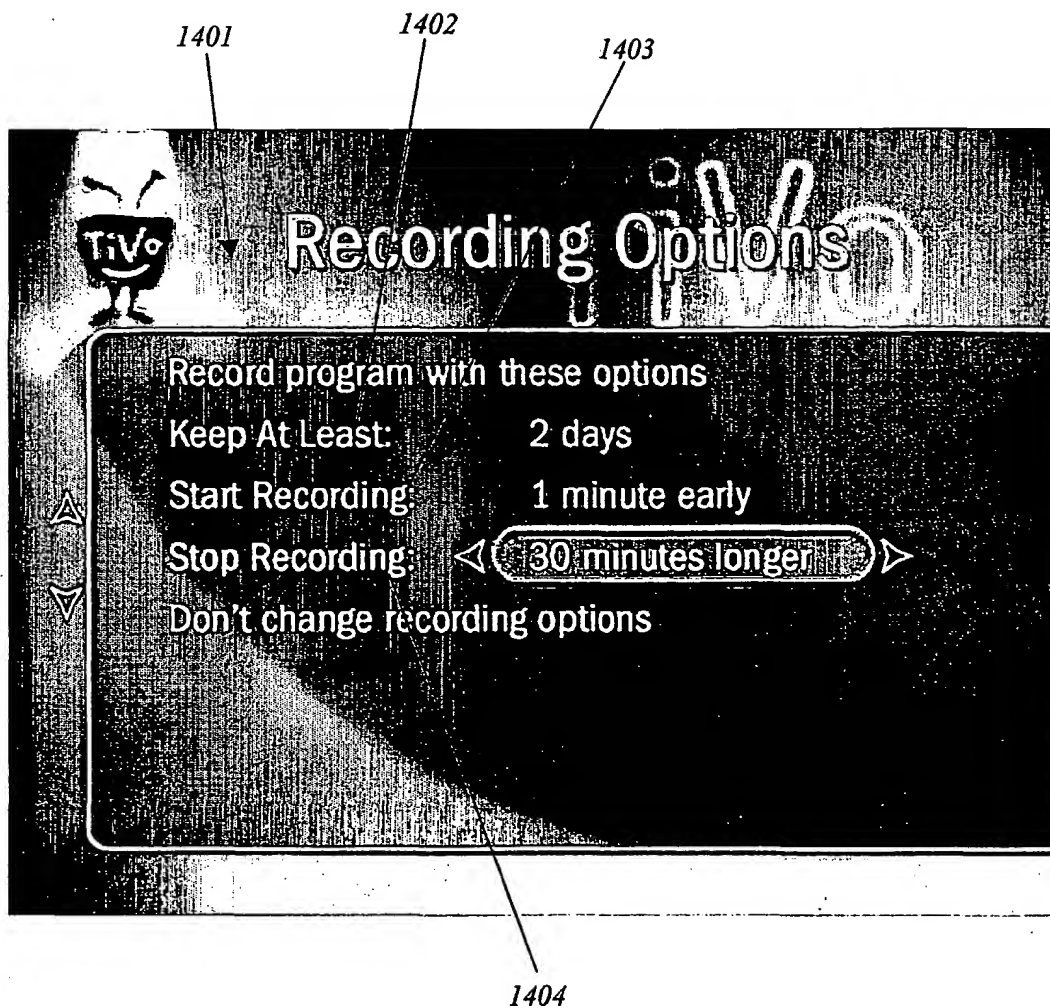 1401 1402 1403
TiVo
TiVo
Recording Options
Record program with these options
Keep At Least: 2 days
Start Recording: 1 minute early
Stop Recording: 30 minutes longer
Don't change recording options
1404